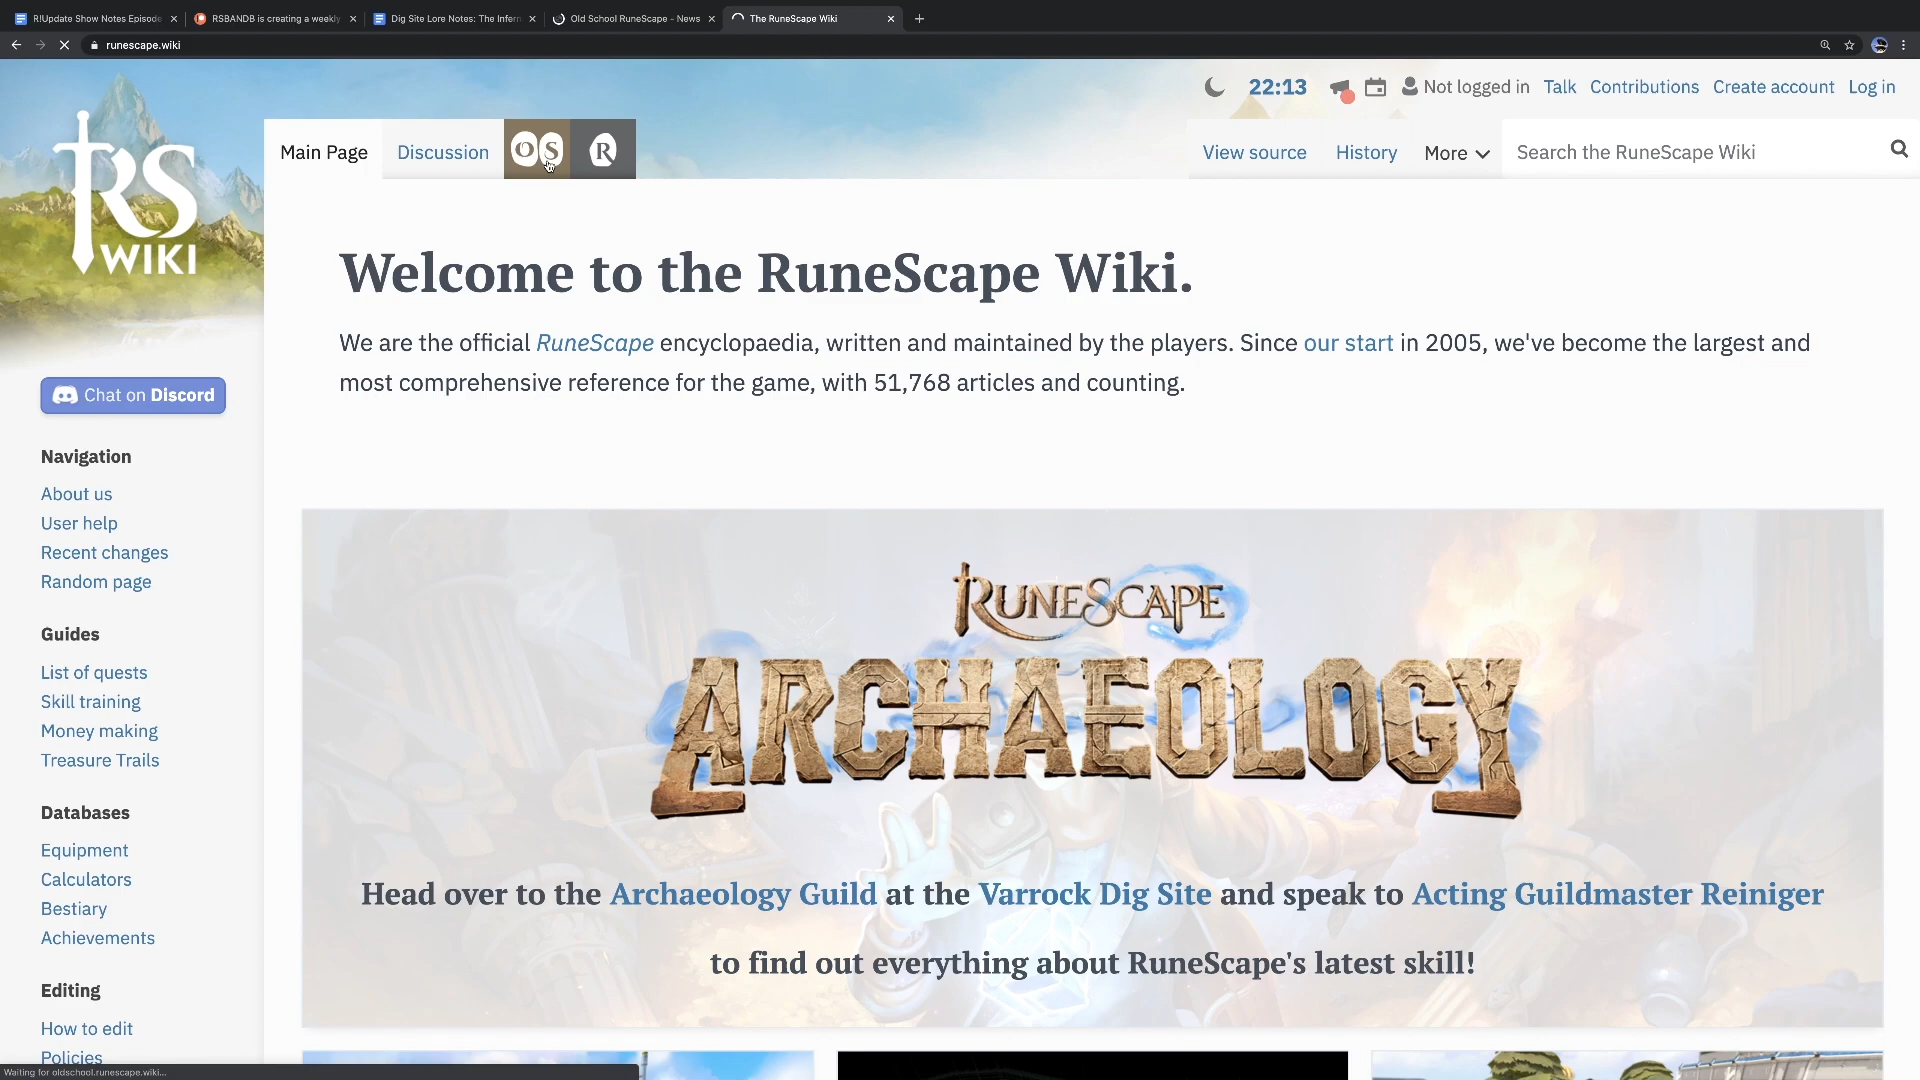 R!Update Show Notes Episode
RSBANDB is creating a weekly
Dig Site Lore Notes: The Infern
Old School RuneScape - News
The RuneScape Wiki
runescape.wiki
22:13
Not logged in
Talk
Contributions
Create account
Log in
RS
WIKI
Main Page
Discussion
OS
R
View source
History
More
Search the RuneScape Wiki
Welcome to the RuneScape Wiki.
We are the official RuneScape encyclopaedia, written and maintained by the players. Since our start in 2005, we've become the largest and
most comprehensive reference for the game, with 51,768 articles and counting.
Chat on Discord
Navigation
About us
User help
Recent changes
Random page
Guides
List of quests
Skill training
Money making
Treasure Trails
Databases
Equipment
Calculators
Bestiary
Achievements
Editing
How to edit
Policies
RUNESCAPE
ARCHAEOLOGY
Head over to the Archaeology Guild at the Varrock Dig Site and speak to Acting Guildmaster Reiniger
to find out everything about RuneScape's latest skill!
Waiting for oldschool.runescape.wiki...